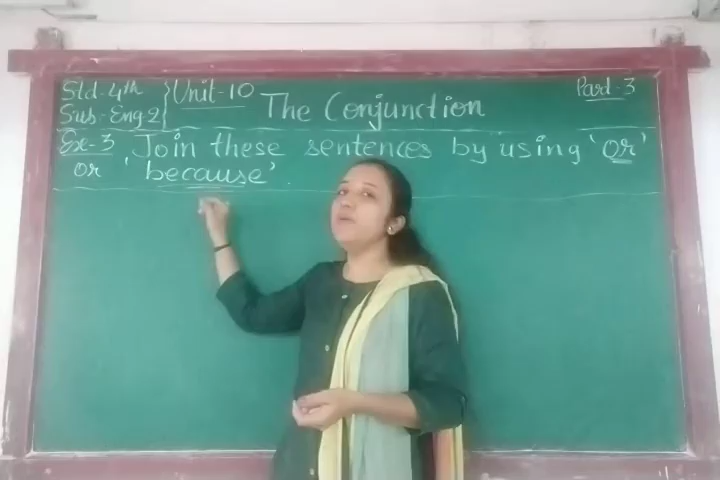 Std-4th } Unit-10 The Conjunction Part-3
Sub-Eng-2
Ex-3 Join these sentences by using 'or'
or 'because'.